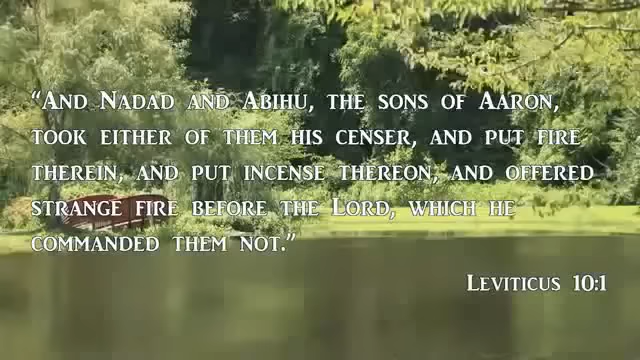 “And Nadad and Abihu, the sons of Aaron,
took either of them his censer, and put fire
therein, and put incense thereon, and offered
strange fire before the Lord, which he
commanded them not.”
Leviticus 10:1